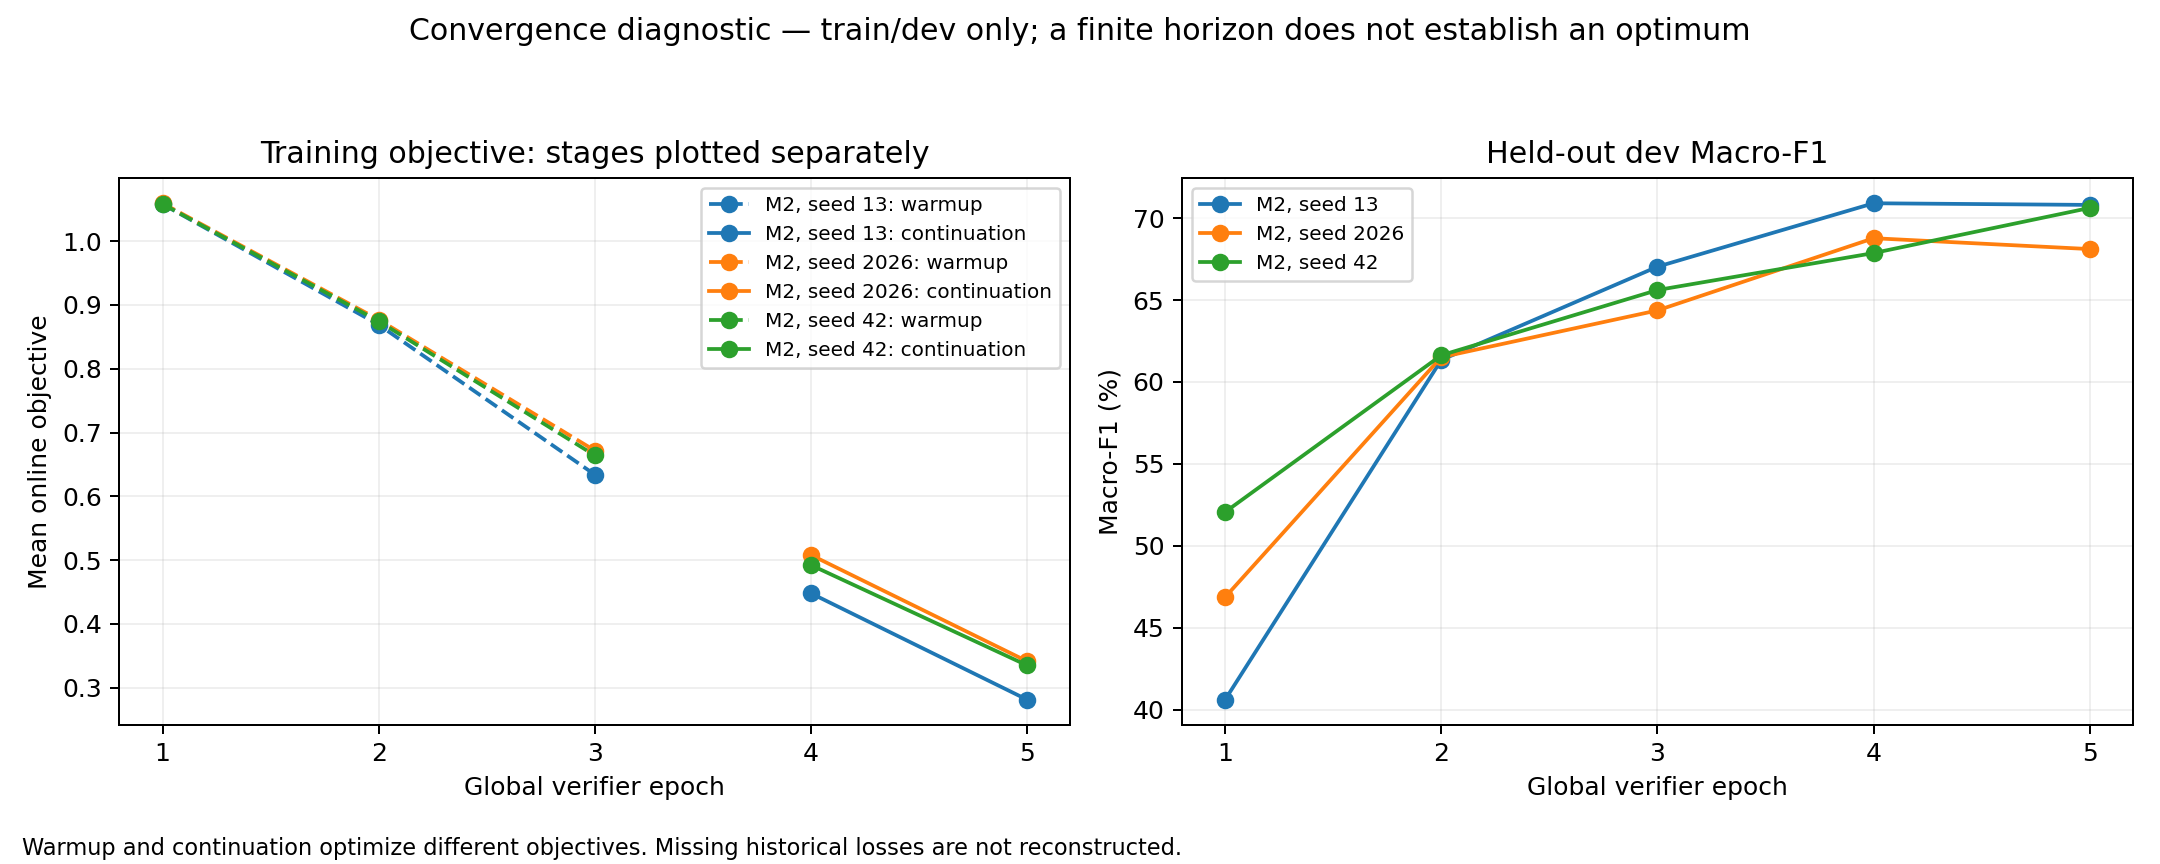 Convergence diagnostic — train/dev only; a finite horizon does not establish an optimum
Training objective: stages plotted separately
Mean online objective
1.0
0.9
0.8
0.7
0.6
0.5
0.4
0.3
M2, seed 13: warmup
M2, seed 13: continuation
M2, seed 2026: warmup
M2, seed 2026: continuation
M2, seed 42: warmup
M2, seed 42: continuation
1 2 3 4 5
Global verifier epoch
Held-out dev Macro-F1
Macro-F1 (%)
70
65
60
55
50
45
40
M2, seed 13
M2, seed 2026
M2, seed 42
1 2 3 4 5
Global verifier epoch
Warmup and continuation optimize different objectives. Missing historical losses are not reconstructed.